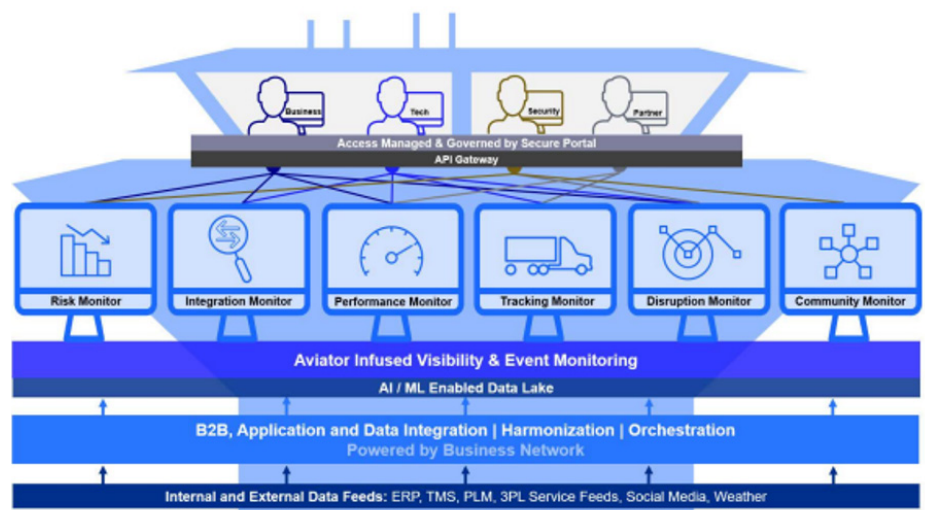 Business
Tech
Security
Partner
Access Managed & Governed by Secure Portal
API Gateway
Risk Monitor
Integration Monitor
Performance Monitor
Tracking Monitor
Disruption Monitor
Community Monitor
Aviator Infused Visibility & Event Monitoring
AI / ML Enabled Data Lake
B2B, Application and Data Integration | Harmonization | Orchestration
Powered by Business Network
Internal and External Data Feeds: ERP, TMS, PLM, 3PL Service Feeds, Social Media, Weather